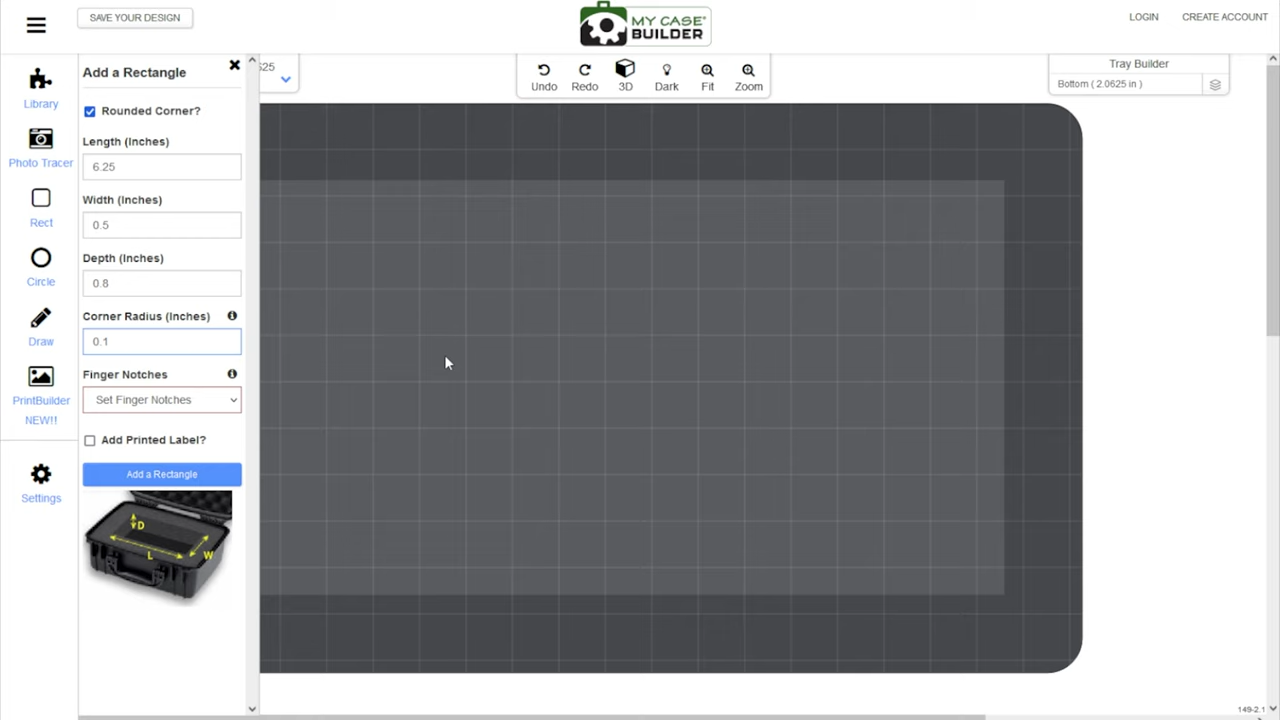 SAVE YOUR DESIGN
MY CASE
BUILDER
LOGIN
CREATE ACCOUNT
Library
Photo Tracer
Rect
Circle
Draw
PrintBuilder
NEW!!
Settings
Add a Rectangle
Rounded Corner?
Length (Inches)
6.25
Width (Inches)
0.5
Depth (Inches)
0.8
Corner Radius (Inches)
0.1
Finger Notches
Set Finger Notches
Add Printed Label?
Add a Rectangle
D
L
W
Undo
Redo
3D
Dark
Fit
Zoom
Tray Builder
Bottom ( 2.0625 in )
149-2.1